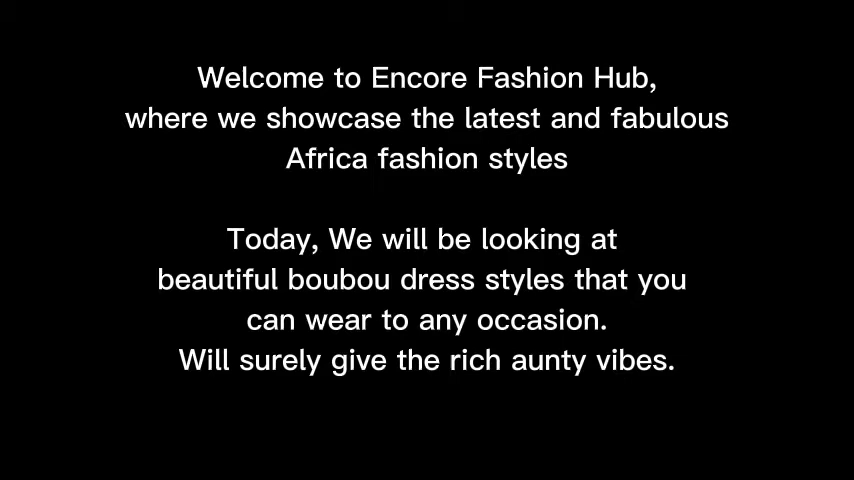 Welcome to Encore Fashion Hub,
where we showcase the latest and fabulous
Africa fashion styles
Today, We will be looking at
beautiful boubou dress styles that you
can wear to any occasion.
Will surely give the rich aunty vibes.